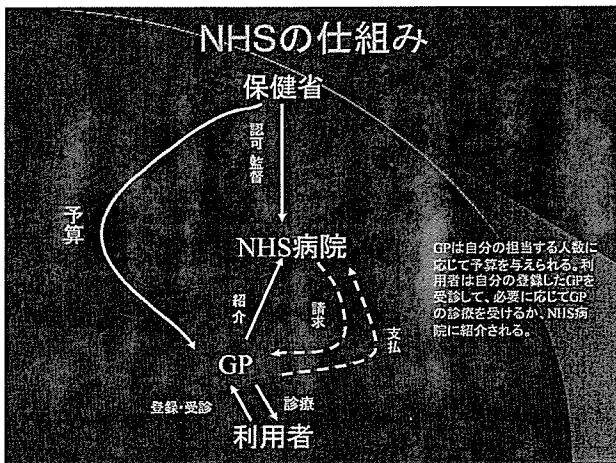 NHSの仕組み
保健省
認可 監督
予算
NHS病院
GPは自分の担当する人数に
応じて予算を与えられる。利
用者は自分の登録したGPを
受診して、必要に応じてGP
の診療を受けるか、NHS病
院に紹介される。
紹介
請求
支払
GP
登録・受診
診療
利用者